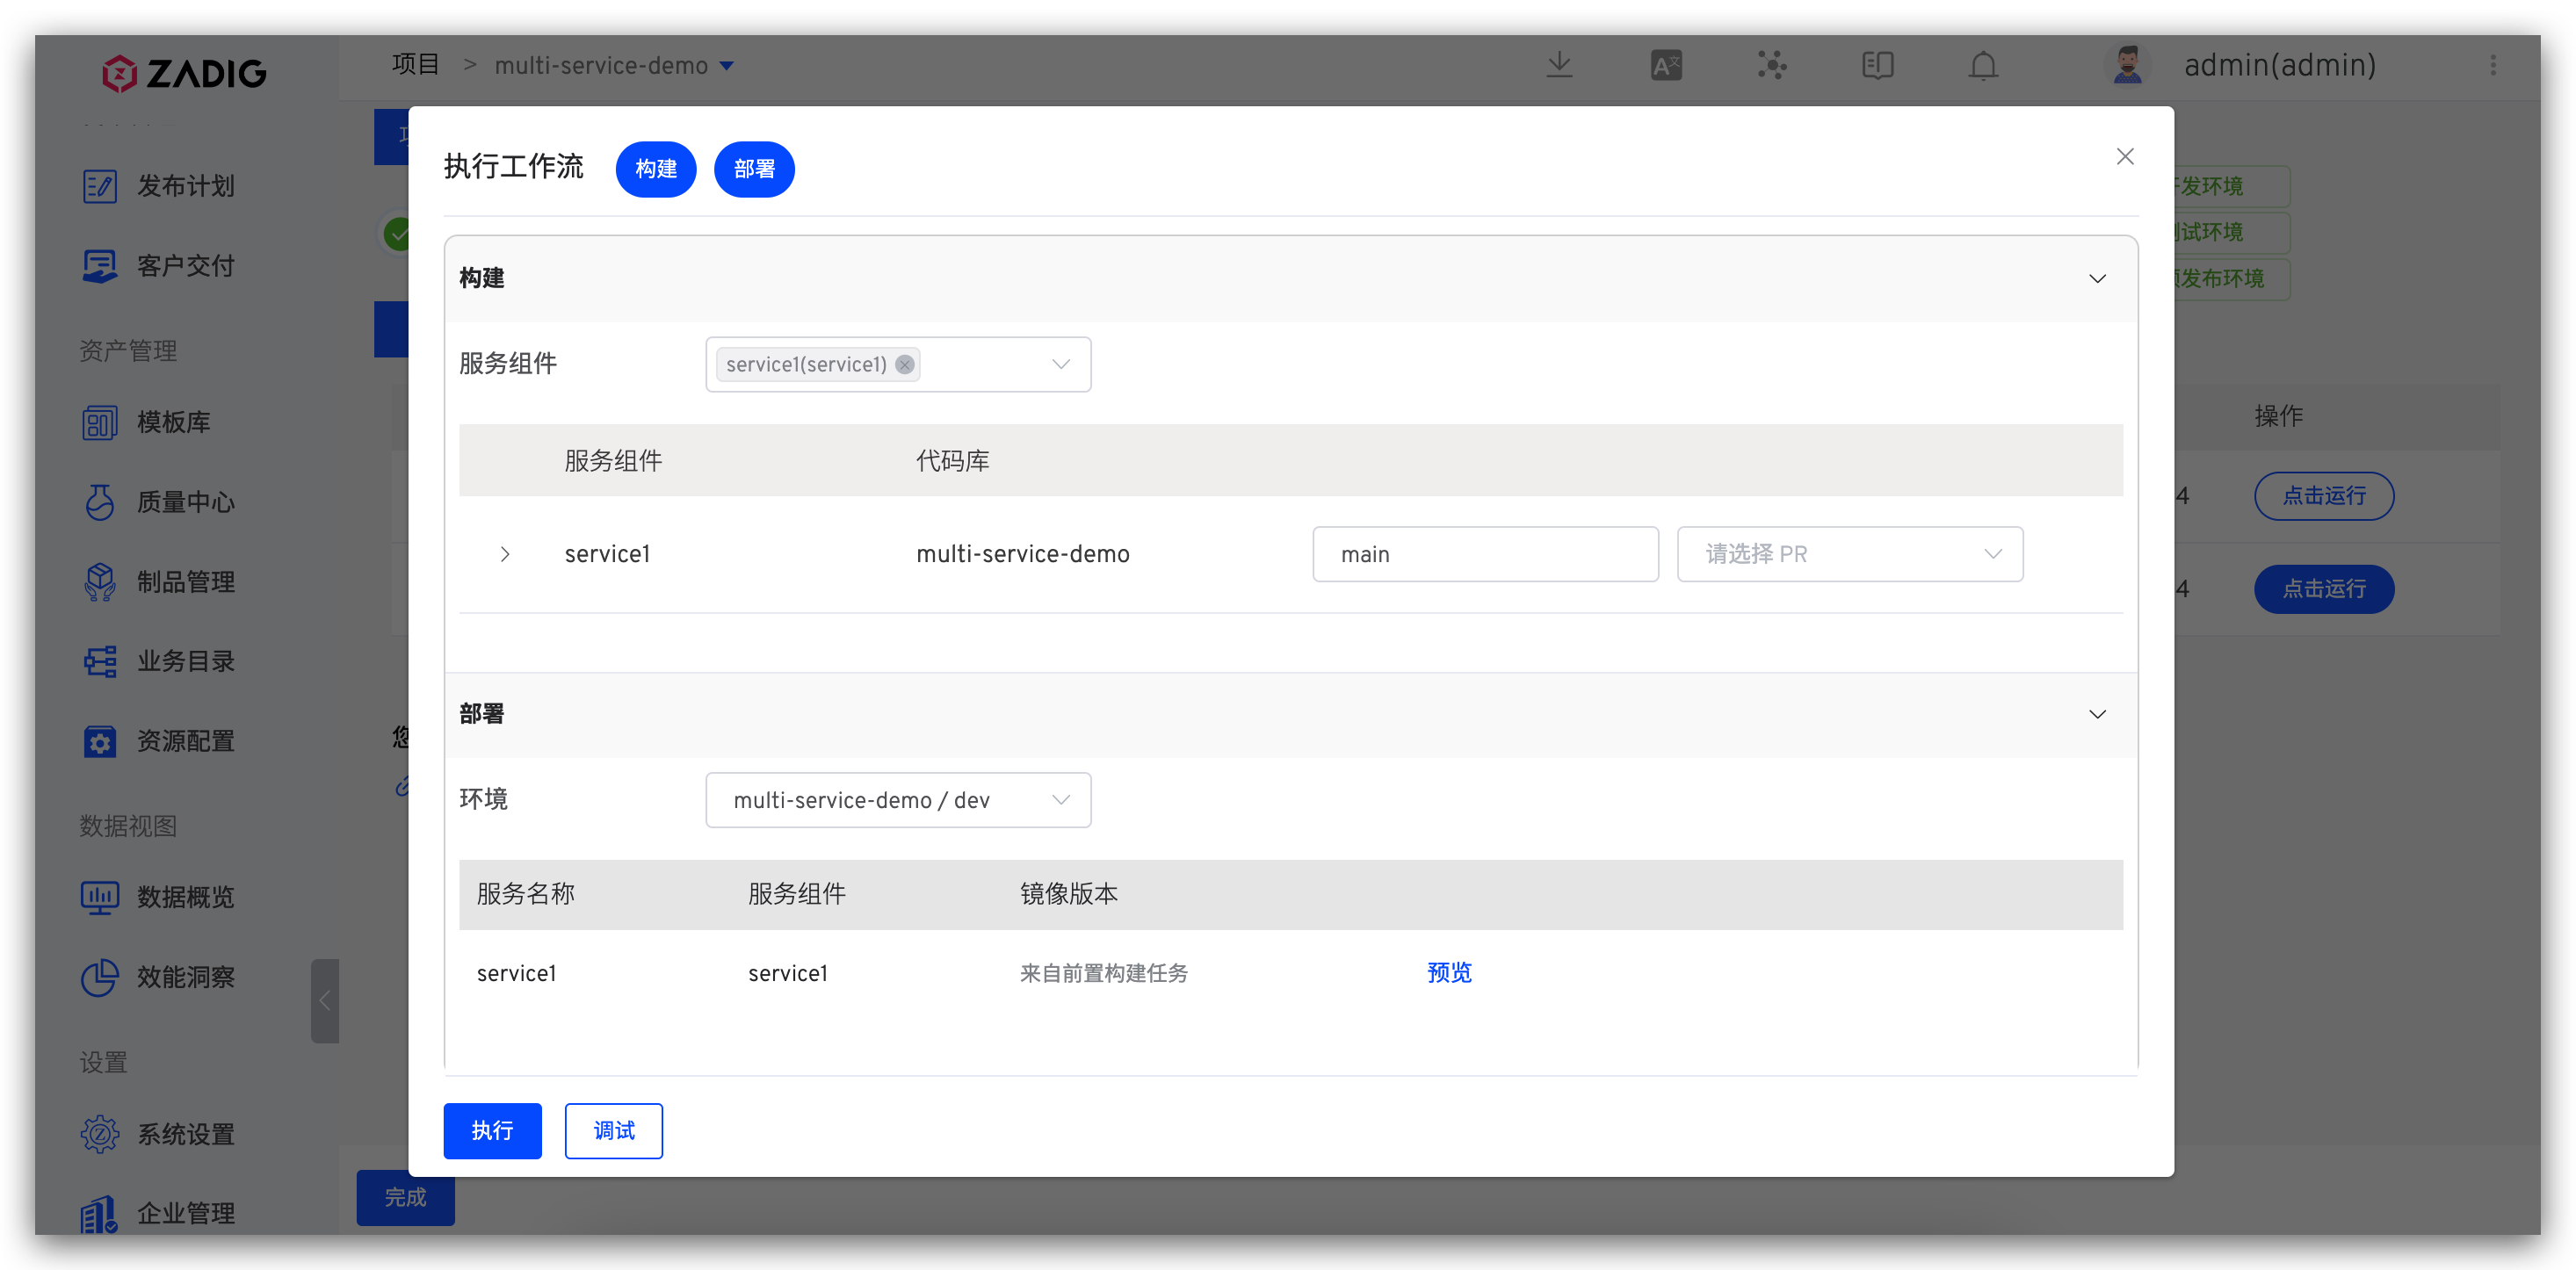 ZADIG
项目 > multi-service-demo
admin(admin)
发布计划
客户交付
资产管理
模板库
质量中心
制品管理
业务目录
资源配置
数据视图
数据概览
效能洞察
设置
系统设置
企业管理
执行工作流 构建 部署
构建
服务组件 service1(service1)
服务组件 代码库
service1 multi-service-demo main 请选择 PR
部署
环境 multi-service-demo / dev
服务名称 服务组件 镜像版本
service1 service1 来自前置构建任务 预览
执行 调试
发环境
试环境
发布环境
操作
4 点击运行
4 点击运行
您
完成